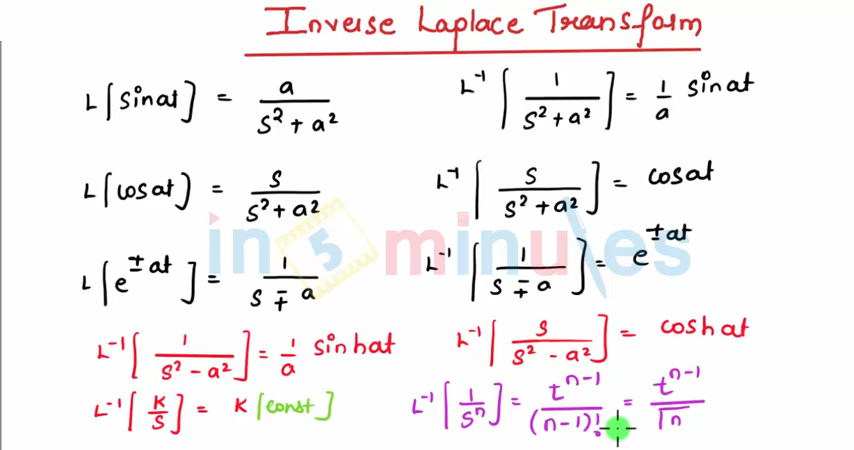 Inverse Laplace Transform
L[sinat] = a/(s²+a²)    L⁻¹[1/(s²+a²)] = 1/a sinat
L[cosat] = s/(s²+a²)    L⁻¹[s/(s²+a²)] = cosat
in 5 minutes
L[e^(±at)] = 1/(s∓a)    L⁻¹[1/(s∓a)] = e^(±at)
L⁻¹[1/(s²-a²)] = 1/a sinhat    L⁻¹[s/(s²-a²)] = coshat
L⁻¹[K/s] = K [const]    L⁻¹[1/sⁿ] = t^(n-1)/(n-1)! = t^(n-1)/Γn